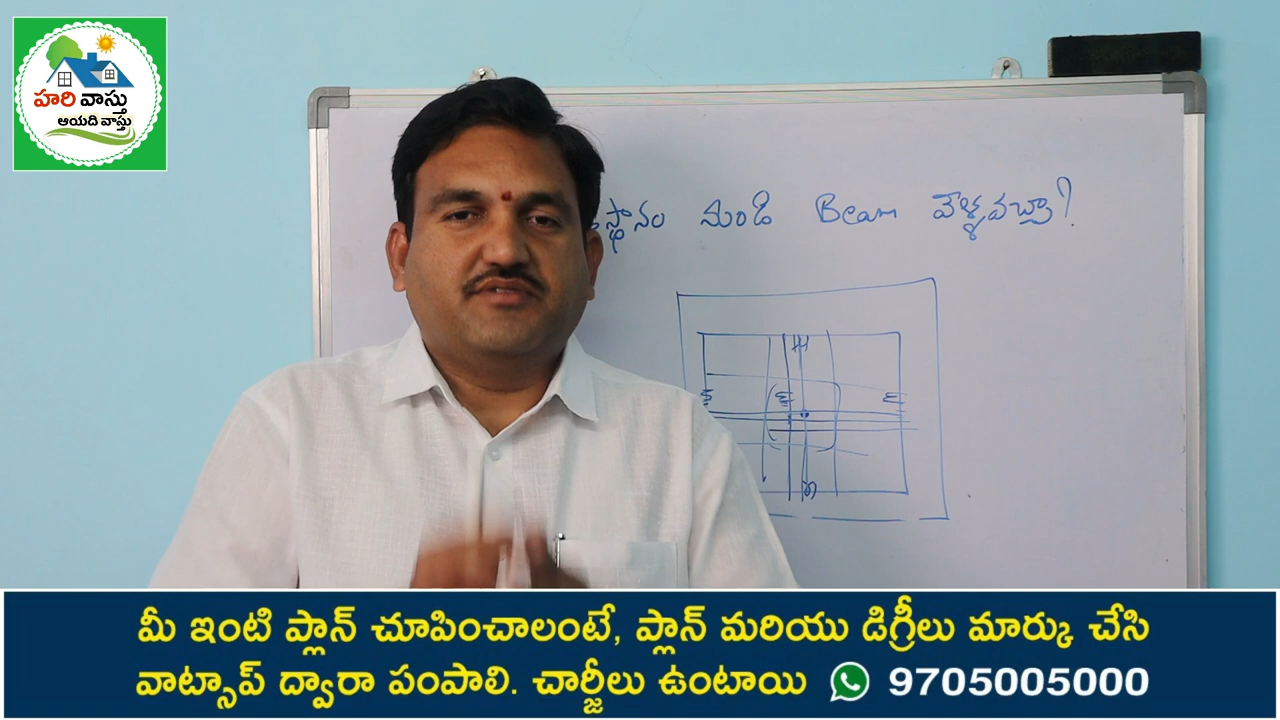 హరి వాస్తు
ఆయది వాస్తు
స్థానం నుండి Beam వెళ్ళవచ్చా?
మీ ఇంటి ప్లాన్ చూపించాలంటే, ప్లాన్ మరియు డిగ్రీలు మార్కు చేసి
వాట్సాప్ ద్వారా పంపాలి. చార్జీలు ఉంటాయి 9705005000